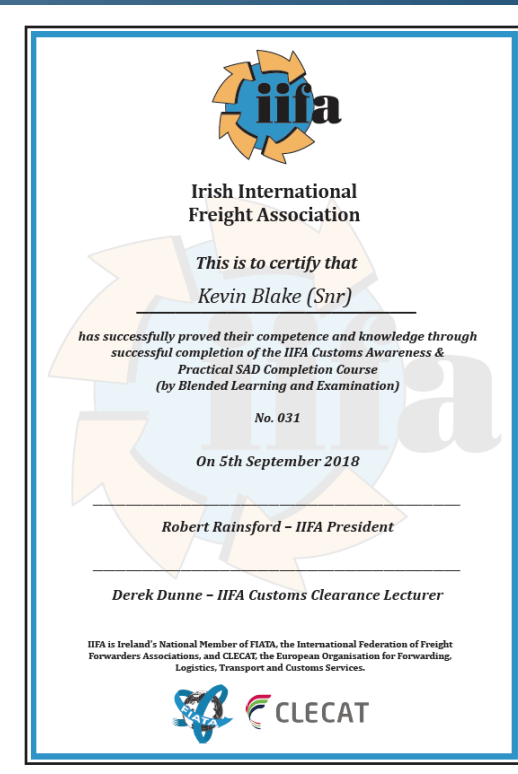 iifa
Irish International
Freight Association
This is to certify that
Kevin Blake (Snr)
has successfully proved their competence and knowledge through
successful completion of the IIFA Customs Awareness &
Practical SAD Completion Course
(by Blended Learning and Examination)
No. 031
On 5th September 2018
Robert Rainsford – IIFA President
Derek Dunne – IIFA Customs Clearance Lecturer
IIFA is Ireland's National Member of FIATA, the International Federation of Freight
Forwarders Associations, and CLECAT, the European Organisation for Forwarding,
Logistics, Transport and Customs Services.
FIATA
CLECAT